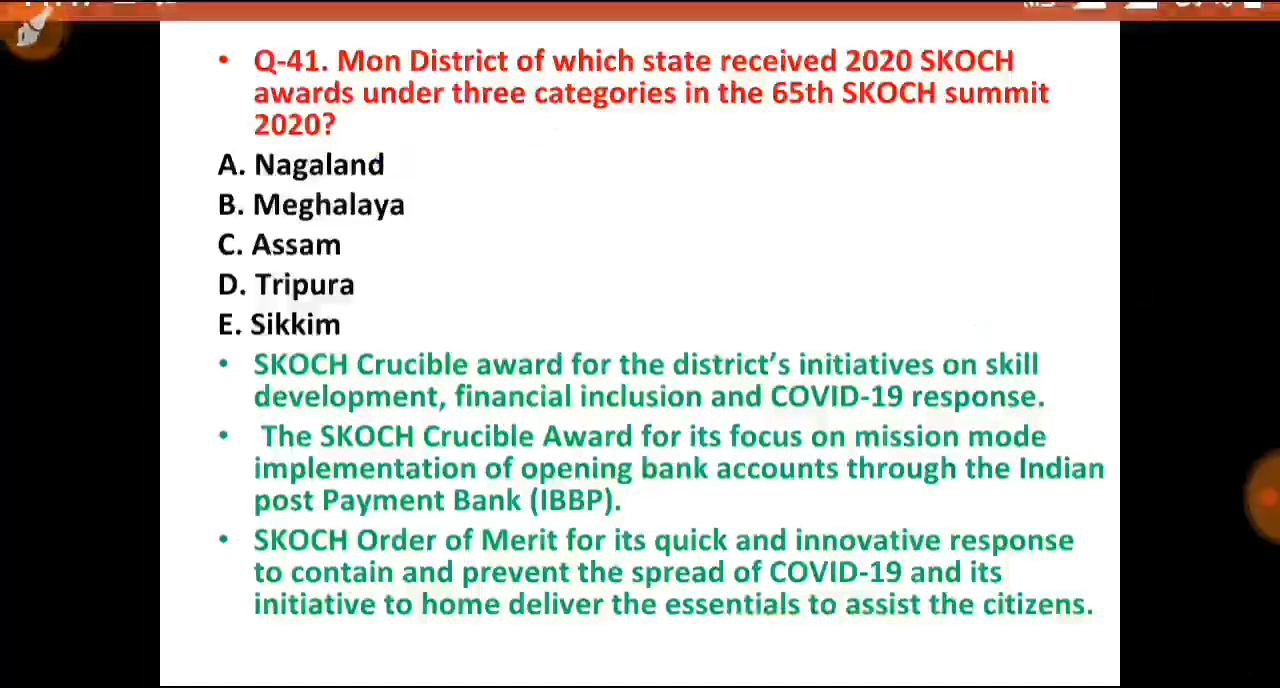 • Q-41. Mon District of which state received 2020 SKOCH
awards under three categories in the 65th SKOCH summit
2020?
A. Nagaland
B. Meghalaya
C. Assam
D. Tripura
E. Sikkim
• SKOCH Crucible award for the district's initiatives on skill
development, financial inclusion and COVID-19 response.
• The SKOCH Crucible Award for its focus on mission mode
implementation of opening bank accounts through the Indian
post Payment Bank (IBBP).
• SKOCH Order of Merit for its quick and innovative response
to contain and prevent the spread of COVID-19 and its
initiative to home deliver the essentials to assist the citizens.